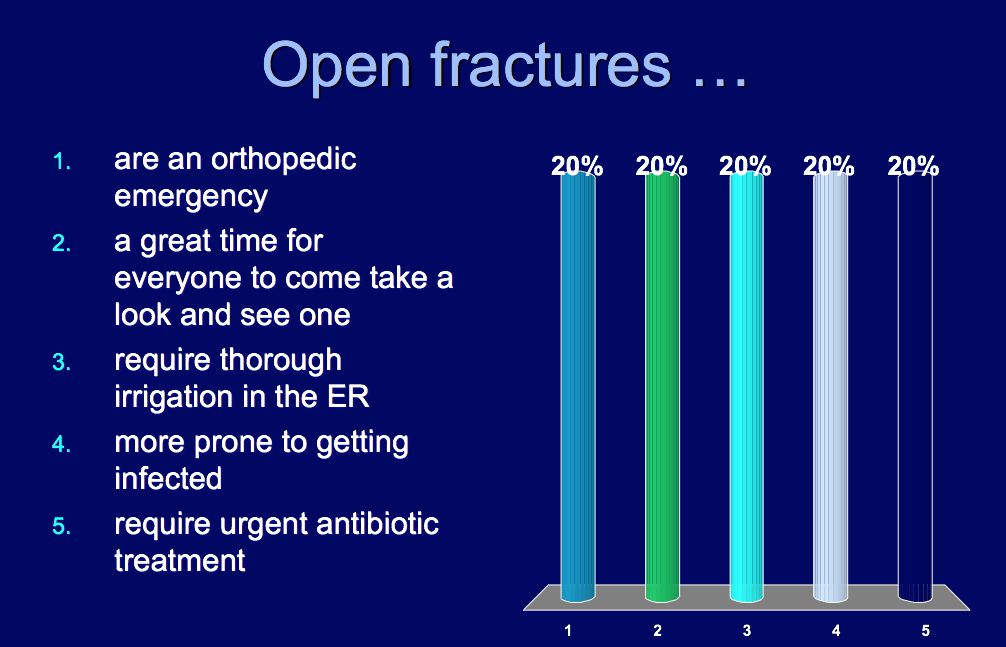 Open fractures …
1. are an orthopedic
emergency
2. a great time for
everyone to come take a
look and see one
3. require thorough
irrigation in the ER
4. more prone to getting
infected
5. require urgent antibiotic
treatment
20% 20% 20% 20% 20%
1 2 3 4 5